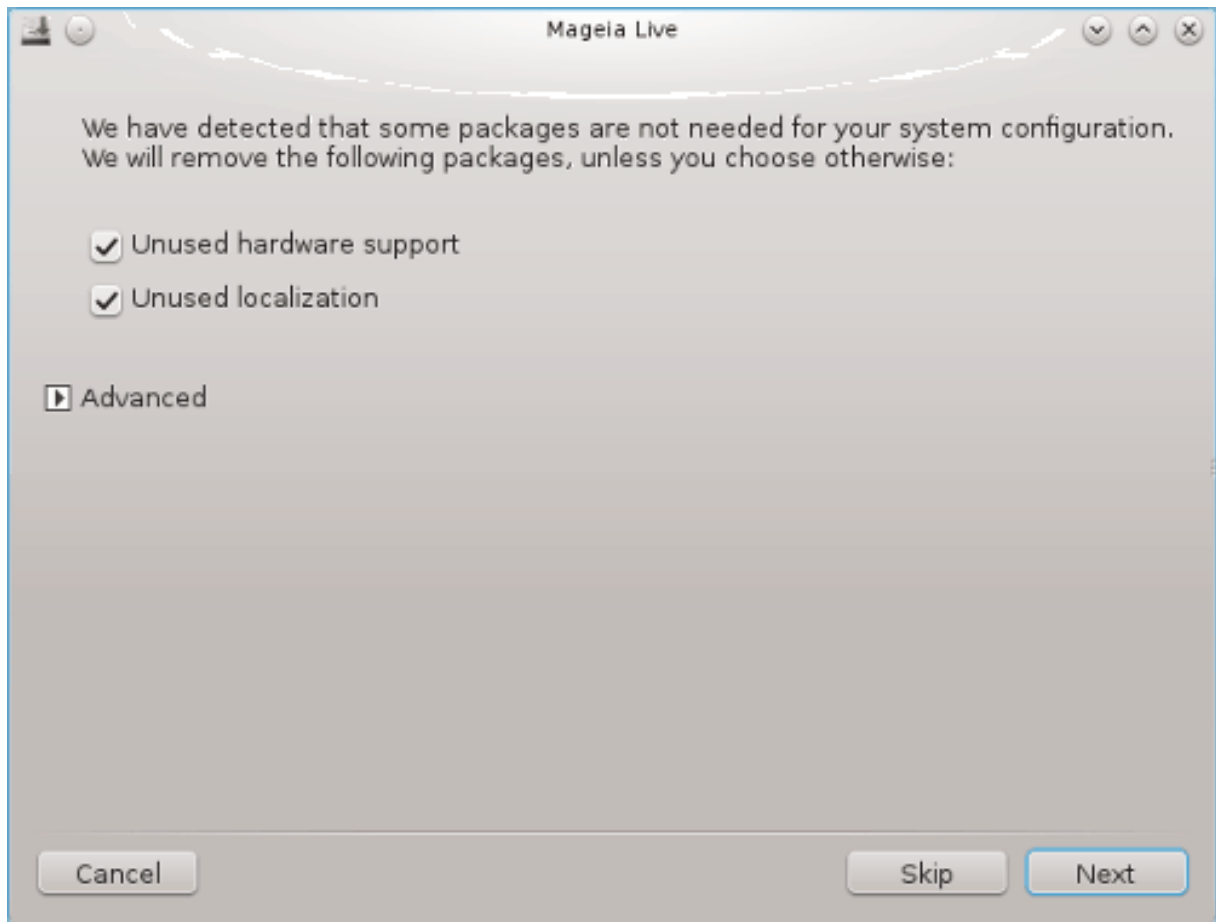 Mageia Live
We have detected that some packages are not needed for your system configuration.
We will remove the following packages, unless you choose otherwise:
Unused hardware support
Unused localization
Advanced
Cancel
Skip
Next